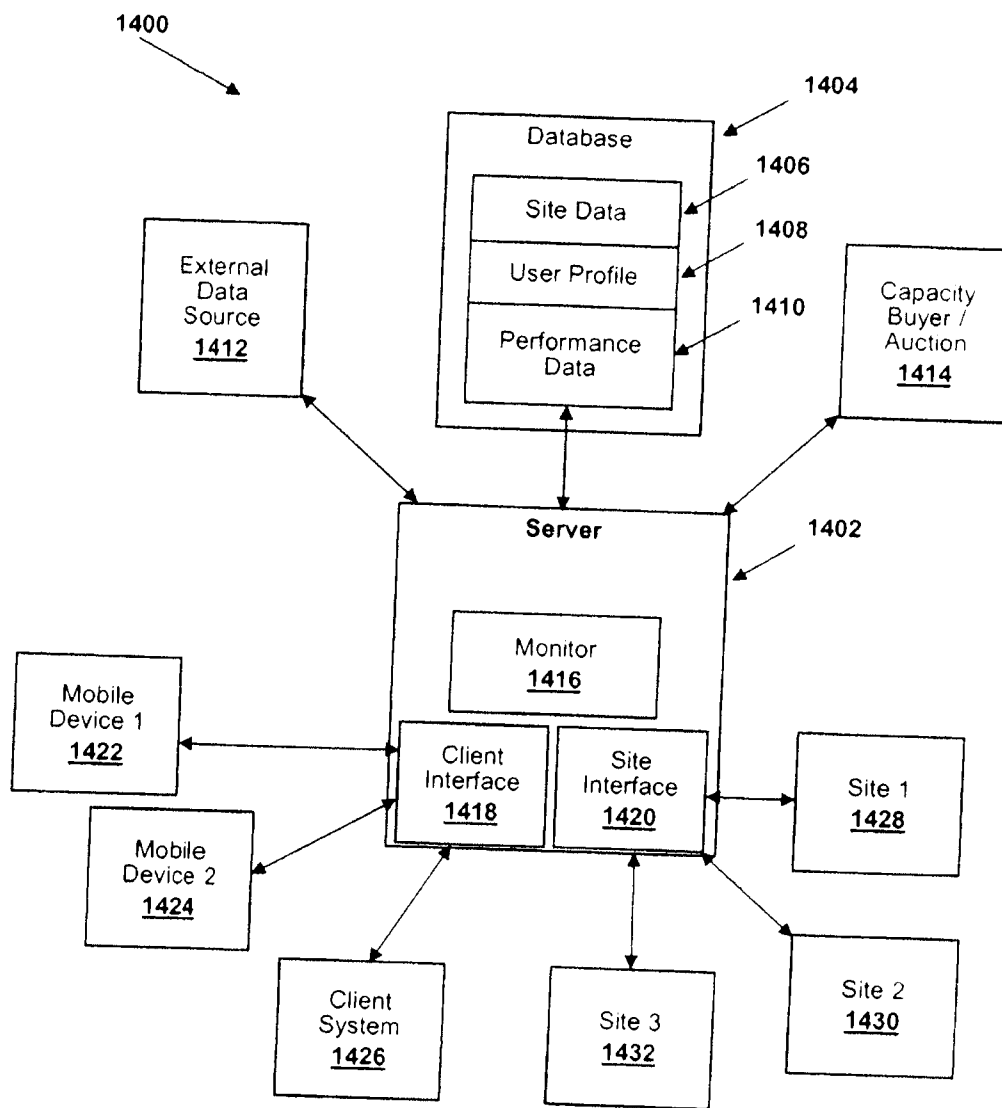 1400
1404
Database
1406
Site Data
1408
User Profile
1410
Performance
Data
External
Data
Source
1412
Capacity
Buyer /
Auction
1414
Server
1402
Monitor
1416
Mobile
Device 1
1422
Client
Interface
1418
Site
Interface
1420
Site 1
1428
Mobile
Device 2
1424
Client
System
1426
Site 3
1432
Site 2
1430